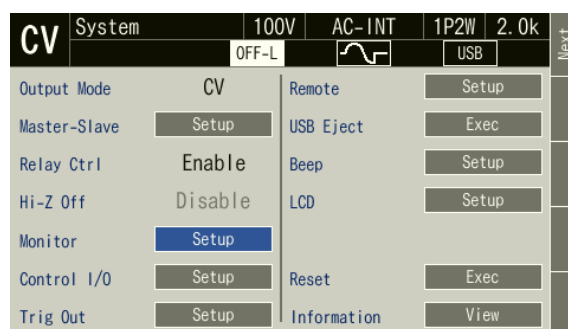 CV System 100V AC-INT 1P2W 2.0k
OFF-L USB
Next
Output Mode CV
Master-Slave Setup
Relay Ctrl Enable
Hi-Z Off Disable
Monitor Setup
Control I/O Setup
Trig Out Setup
Remote Setup
USB Eject Exec
Beep Setup
LCD Setup
Reset Exec
Information View